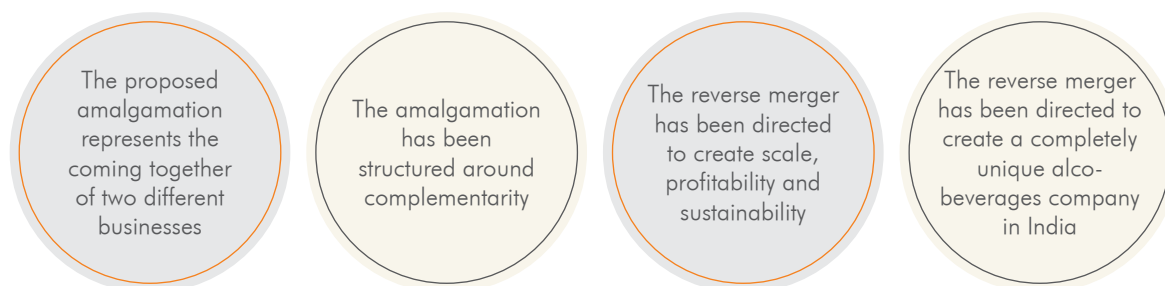 The proposed
amalgamation
represents the
coming together
of two different
businesses
The amalgamation
has been
structured around
complementarity
The reverse merger
has been directed
to create scale,
profitability and
sustainability
The reverse merger
has been directed to
create a completely
unique alco-
beverages company
in India